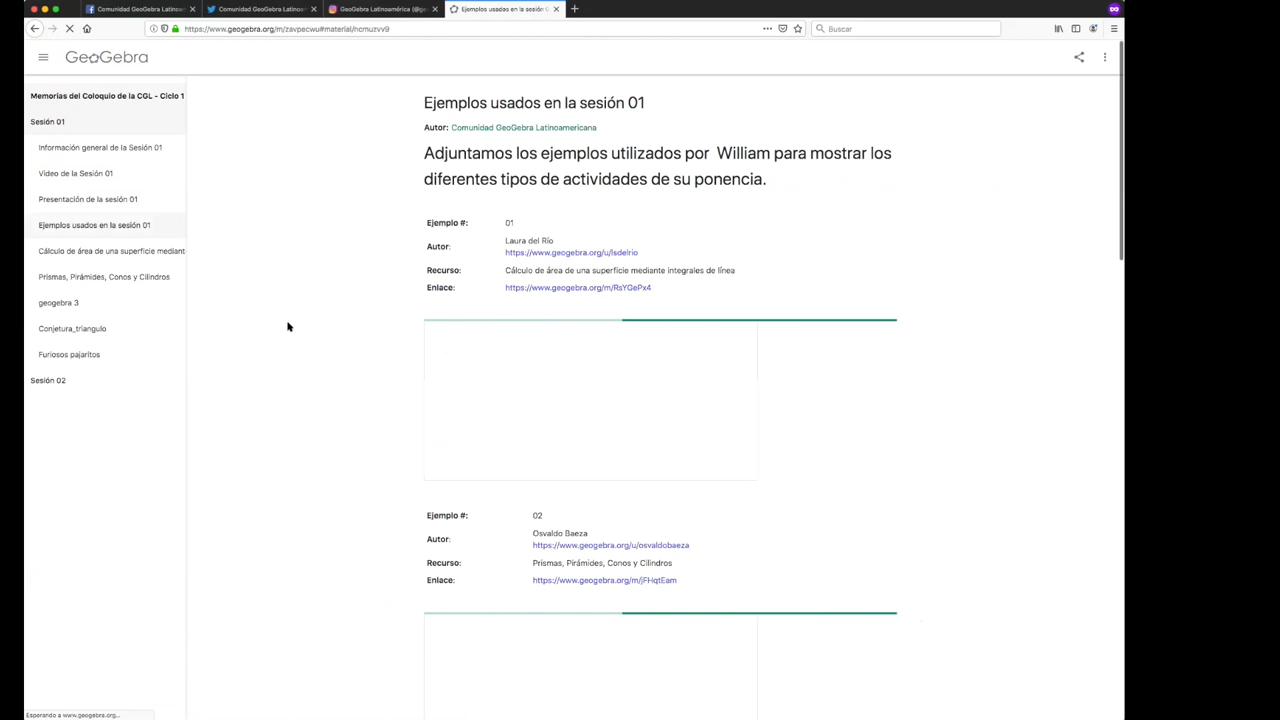 Comunidad GeoGebra Latinoam
Comunidad GeoGebra Latinoa
GeoGebra Latinoamérica (@ge
Ejemplos usados en la sesión 0
https://www.geogebra.org/m/zavpecwu#material/ncmuzvv9
Buscar
GeoGebra
Memorias del Coloquio de la CGL - Ciclo 1
Sesión 01
Información general de la Sesión 01
Video de la Sesión 01
Presentación de la sesión 01
Ejemplos usados en la sesión 01
Cálculo de área de una superficie mediant
Prismas, Pirámides, Conos y Cilindros
geogebra 3
Conjetura_triangulo
Furiosos pajaritos
Sesión 02
Ejemplos usados en la sesión 01
Autor: Comunidad GeoGebra Latinoamericana
Adjuntamos los ejemplos utilizados por William para mostrar los
diferentes tipos de actividades de su ponencia.
Ejemplo #: 01
Autor: Laura del Río
https://www.geogebra.org/u/lsdelrio
Recurso: Cálculo de área de una superficie mediante integrales de línea
Enlace: https://www.geogebra.org/m/RsYGePx4
Ejemplo #: 02
Autor: Osvaldo Baeza
https://www.geogebra.org/u/osvaldobaeza
Recurso: Prismas, Pirámides, Conos y Cilindros
Enlace: https://www.geogebra.org/m/jFHqtEam
Esperando a www.geogebra.org...